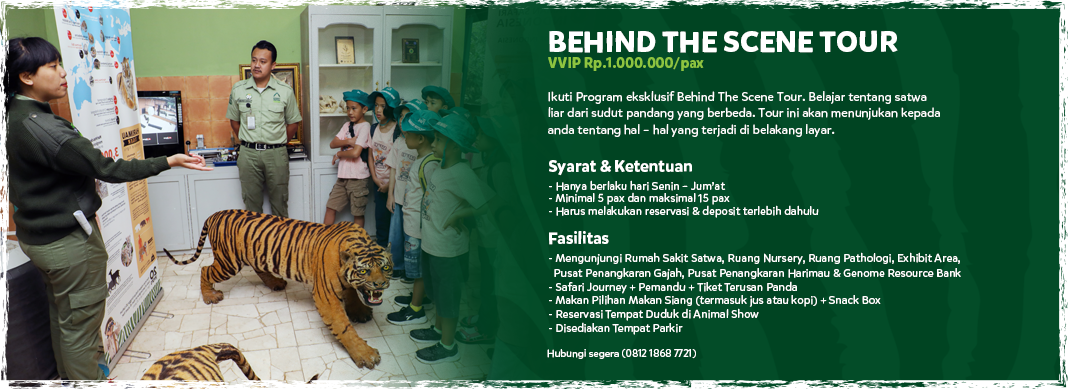 BEHIND THE SCENE TOUR
VVIP Rp.1.000.000/pax
Ikuti Program eksklusif Behind The Scene Tour. Belajar tentang satwa
liar dari sudut pandang yang berbeda. Tour ini akan menunjukan kepada
anda tentang hal – hal yang terjadi di belakang layar.
Syarat & Ketentuan
- Hanya berlaku hari Senin – Jum'at
- Minimal 5 pax dan maksimal 15 pax
- Harus melakukan reservasi & deposit terlebih dahulu
Fasilitas
- Mengunjungi Rumah Sakit Satwa, Ruang Nursery, Ruang Pathologi, Exhibit Area,
Pusat Penangkaran Gajah, Pusat Penangkaran Harimau & Genome Resource Bank
- Safari Journey + Pemandu + Tiket Terusan Panda
- Makan Pilihan Makan Siang (termasuk jus atau kopi) + Snack Box
- Reservasi Tempat Duduk di Animal Show
- Disediakan Tempat Parkir
Hubungi segera (0812 1868 7721)